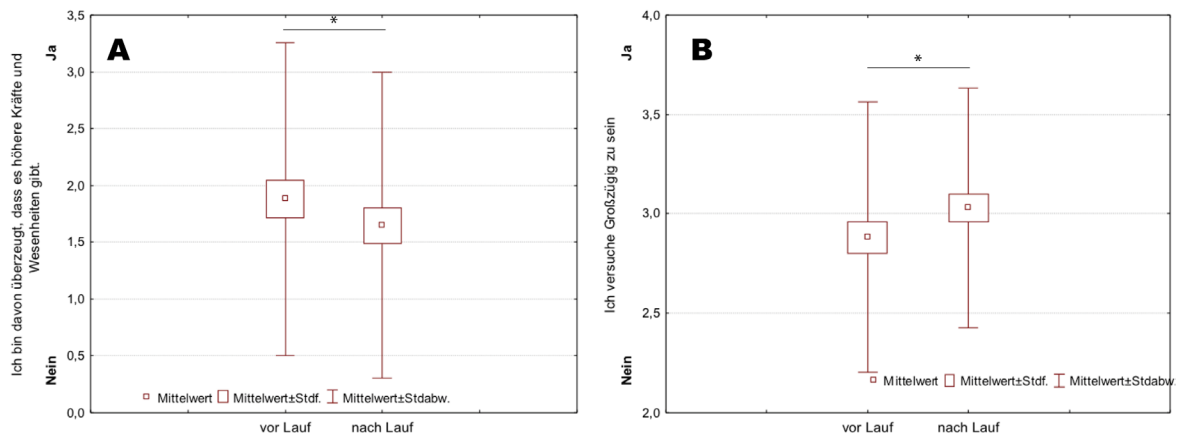 A
*
Ich bin davon überzeugt, dass es höhere Kräfte und
Wesenheiten gibt.
Ja
Nein
3,5
3,0
2,5
2,0
1,5
1,0
0,5
0,0
Mittelwert Mittelwert±Stdf. Mittelwert±Stdabw.
vor Lauf nach Lauf
B
*
Ich versuche Großzügig zu sein
Ja
Nein
4,0
3,5
3,0
2,5
2,0
Mittelwert Mittelwert±Stdf. Mittelwert±Stdabw.
vor Lauf nach Lauf